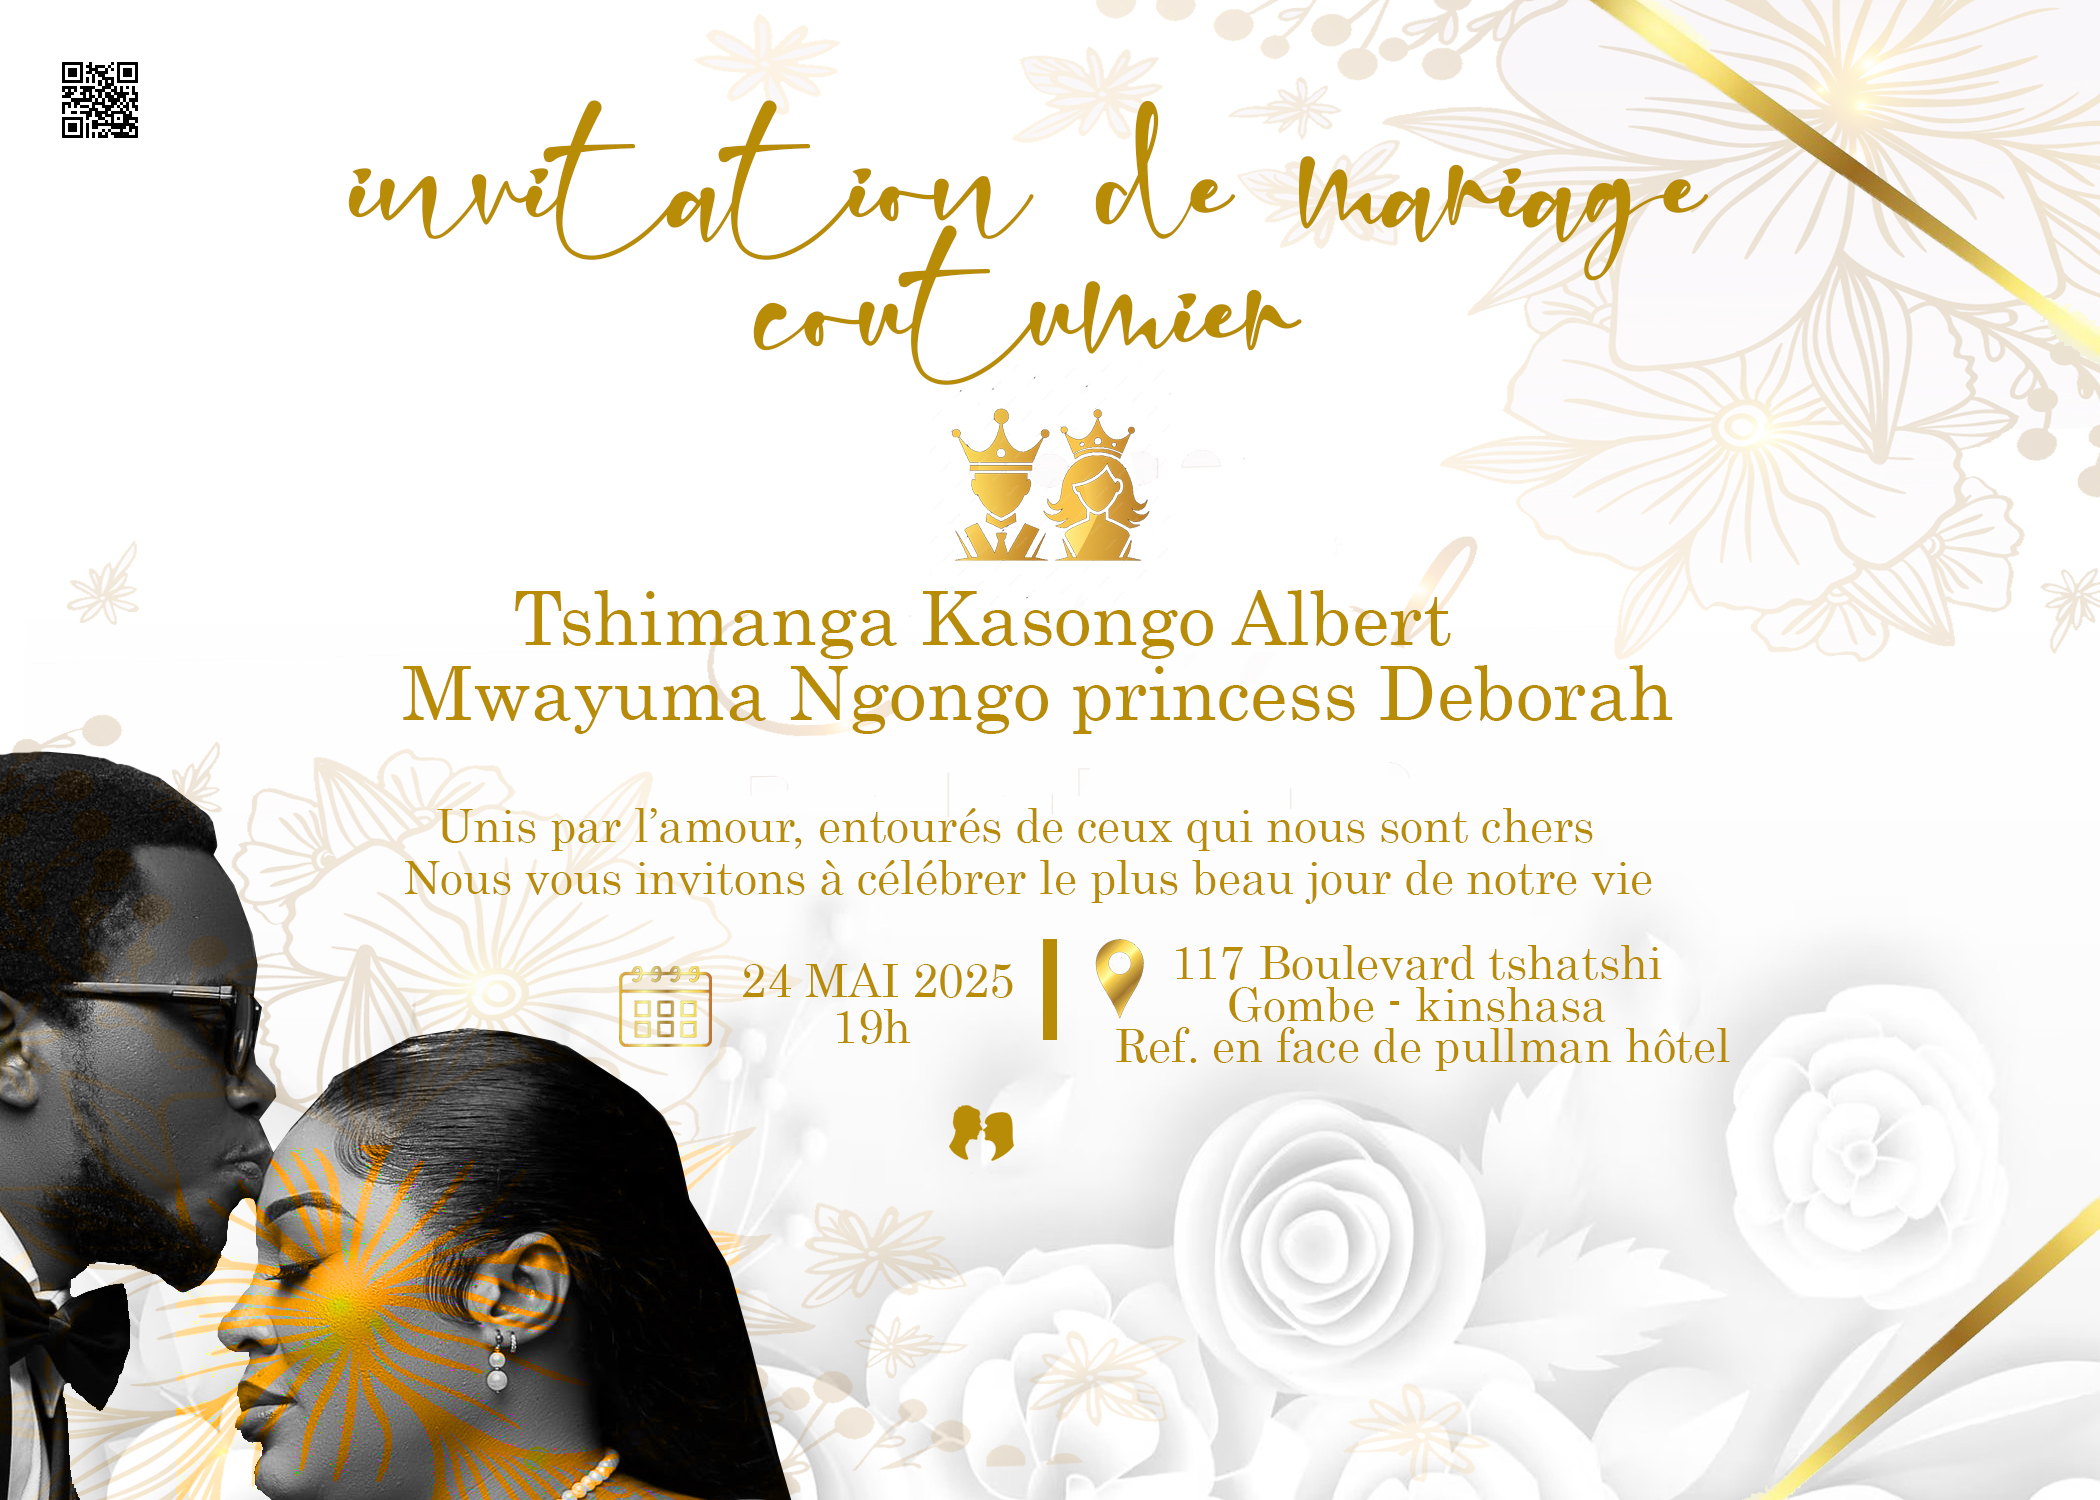 invitation de mariage
coutumier
Tshimanga Kasongo Albert
Mwayuma Ngongo princess Deborah
Unis par l'amour, entourés de ceux qui nous sont chers
Nous vous invitons à célébrer le plus beau jour de notre vie
24 MAI 2025
19h
117 Boulevard tshatshi
Gombe - kinshasa
Ref. en face de pullman hôtel